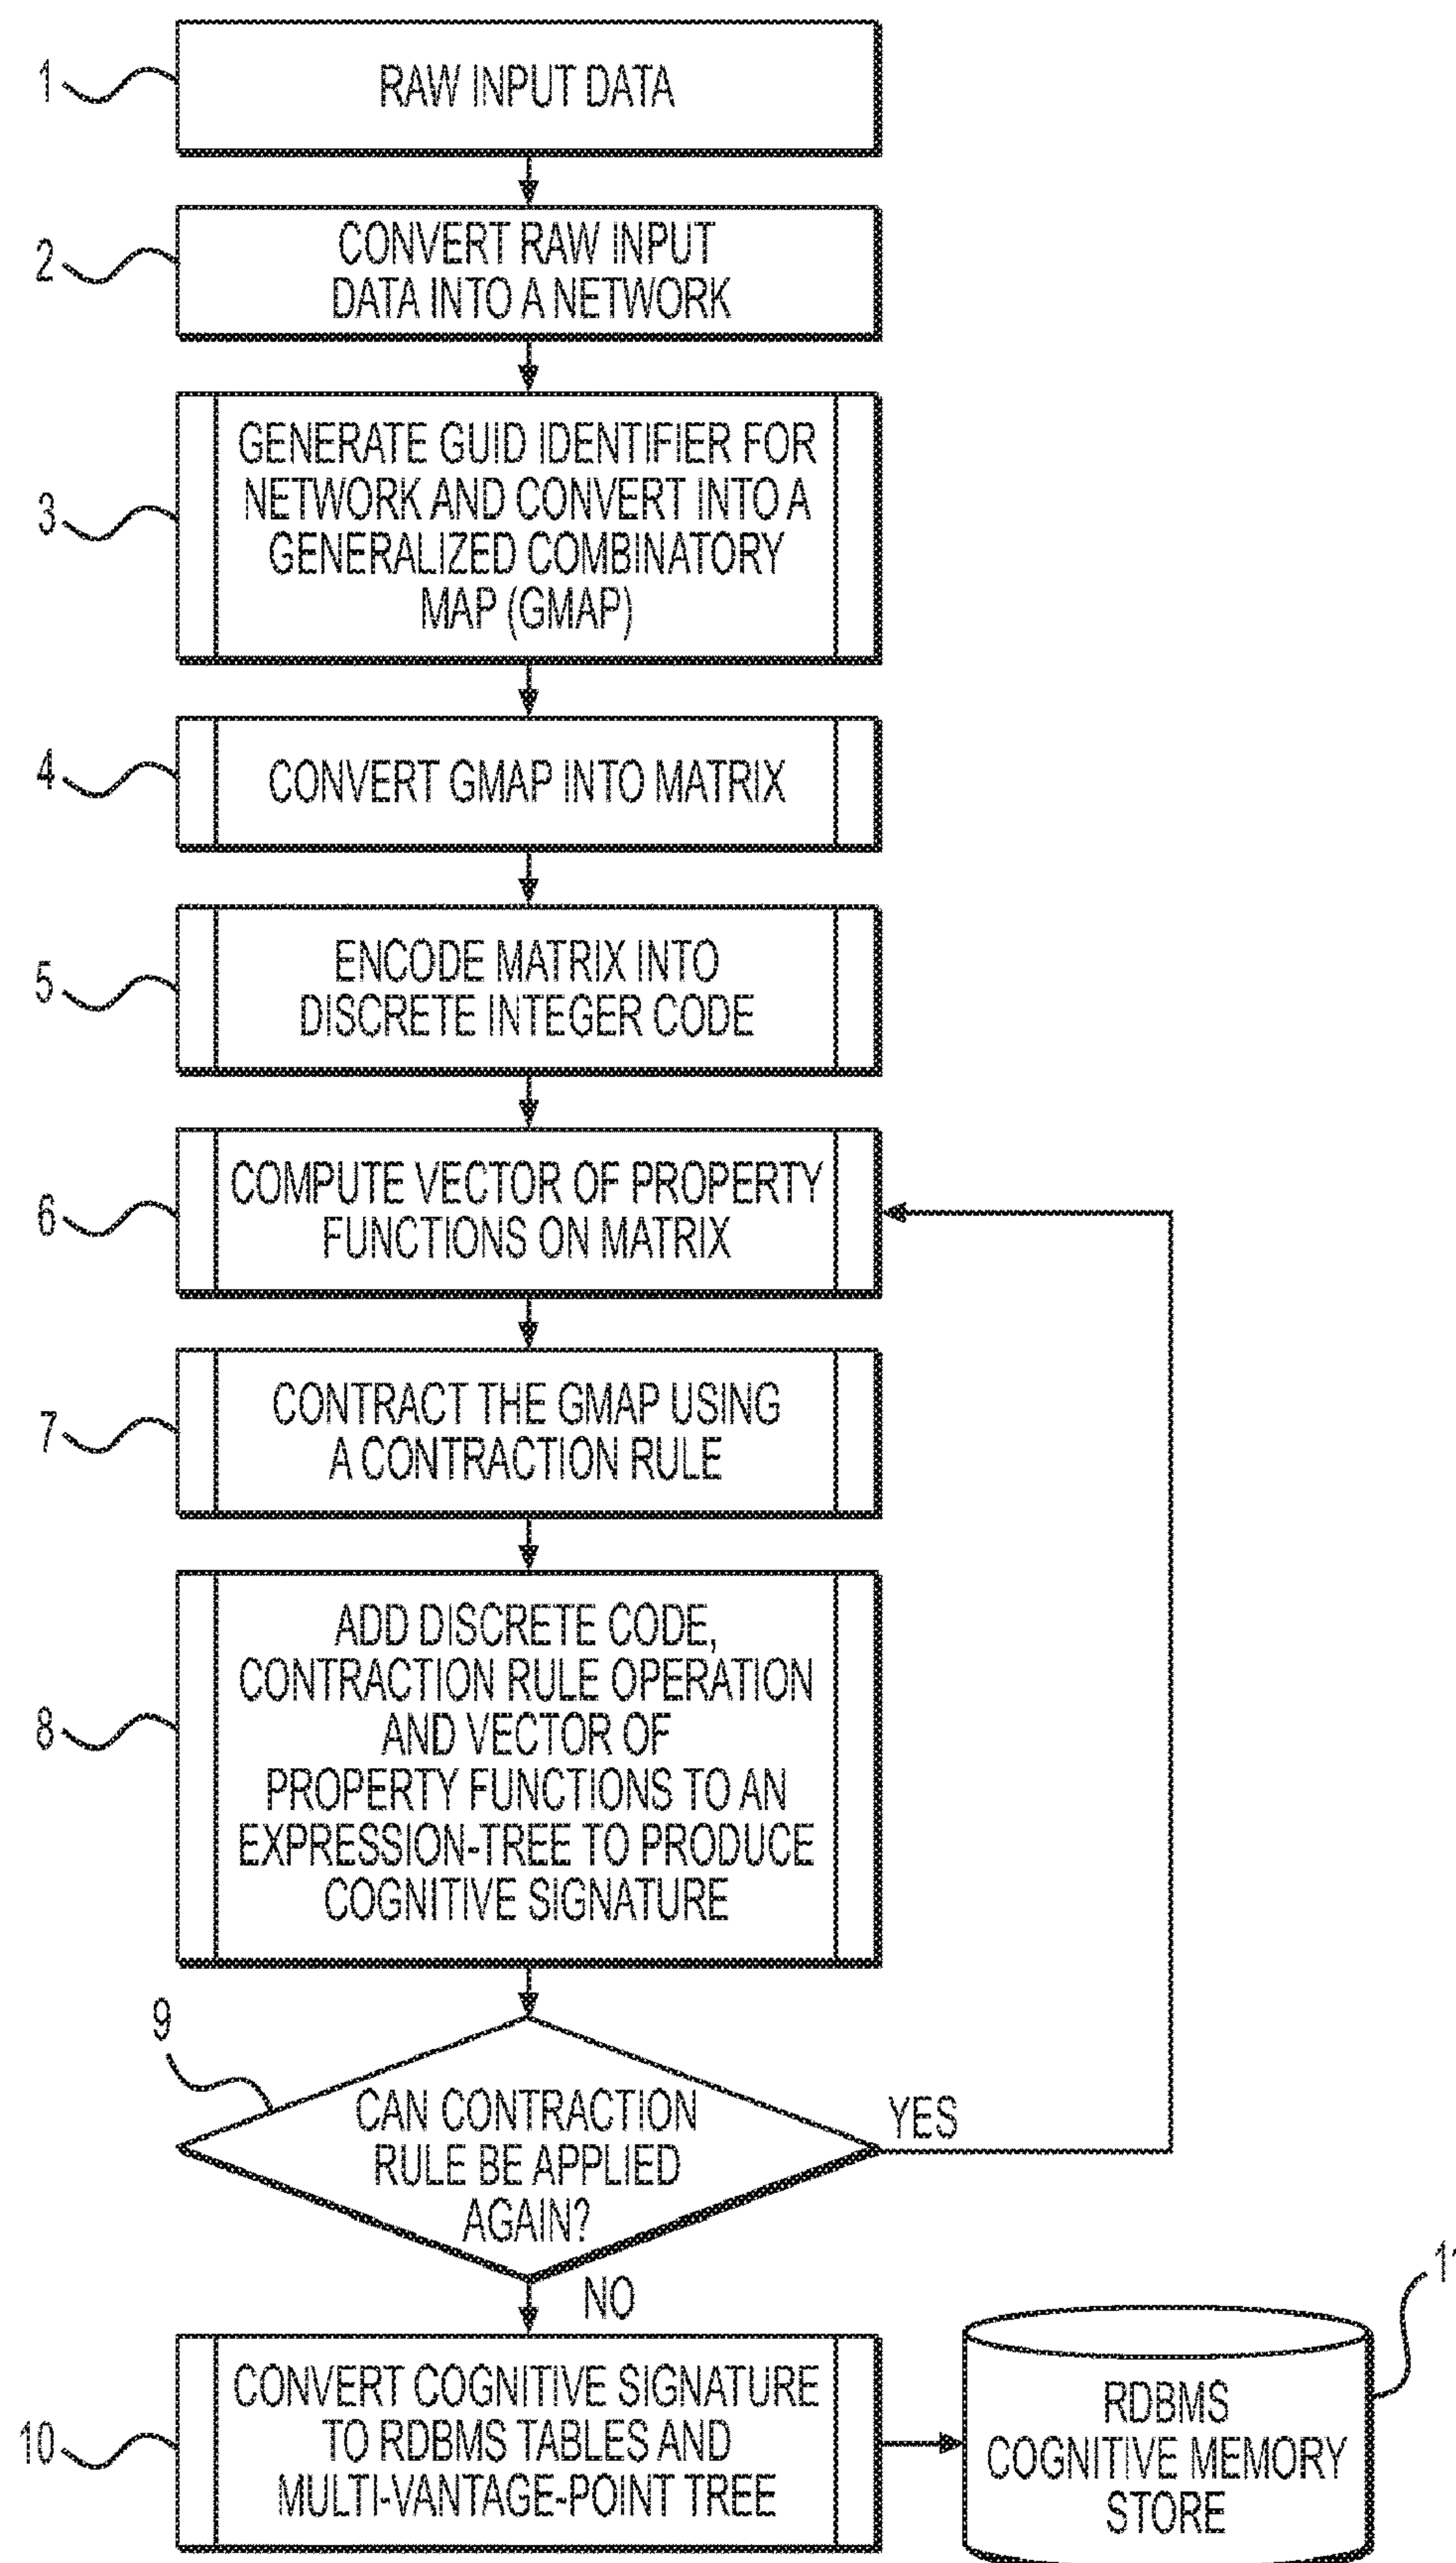 1
RAW INPUT DATA
2
CONVERT RAW INPUT
DATA INTO A NETWORK
3
GENERATE GUID IDENTIFIER FOR
NETWORK AND CONVERT INTO A
GENERALIZED COMBINATORY
MAP (GMAP)
4
CONVERT GMAP INTO MATRIX
5
ENCODE MATRIX INTO
DISCRETE INTEGER CODE
6
COMPUTE VECTOR OF PROPERTY
FUNCTIONS ON MATRIX
7
CONTRACT THE GMAP USING
A CONTRACTION RULE
8
ADD DISCRETE CODE,
CONTRACTION RULE OPERATION
AND VECTOR OF
PROPERTY FUNCTIONS TO AN
EXPRESSION-TREE TO PRODUCE
COGNITIVE SIGNATURE
9
CAN CONTRACTION
RULE BE APPLIED
AGAIN?
YES
NO
10
CONVERT COGNITIVE SIGNATURE
TO RDBMS TABLES AND
MULTI-VANTAGE-POINT TREE
11
RDBMS
COGNITIVE MEMORY
STORE